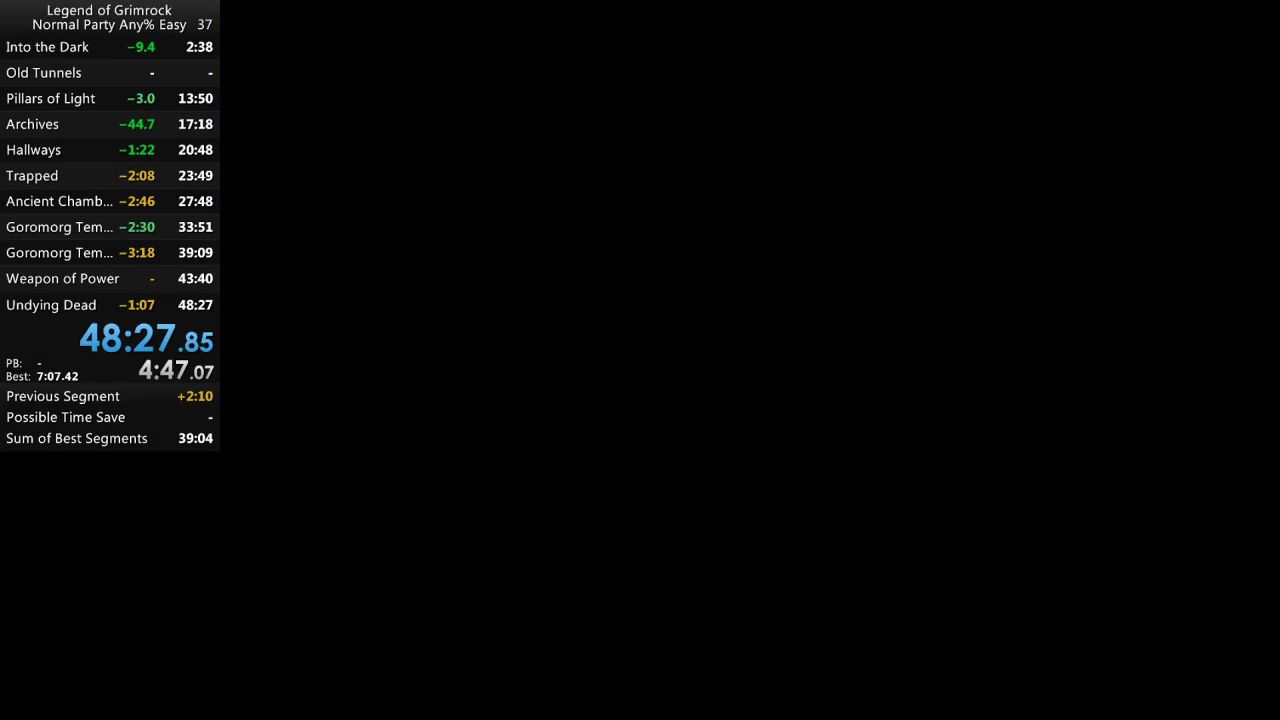 Legend of Grimrock
Normal Party Any% Easy 37
Into the Dark −9.4 2:38
Old Tunnels - -
Pillars of Light −3.0 13:50
Archives −44.7 17:18
Hallways −1:22 20:48
Trapped −2:08 23:49
Ancient Chamb... −2:46 27:48
Goromorg Tem... −2:30 33:51
Goromorg Tem... −3:18 39:09
Weapon of Power - 43:40
Undying Dead −1:07 48:27
48:27.85
PB: -
Best: 7:07.42 4:47.07
Previous Segment +2:10
Possible Time Save -
Sum of Best Segments 39:04